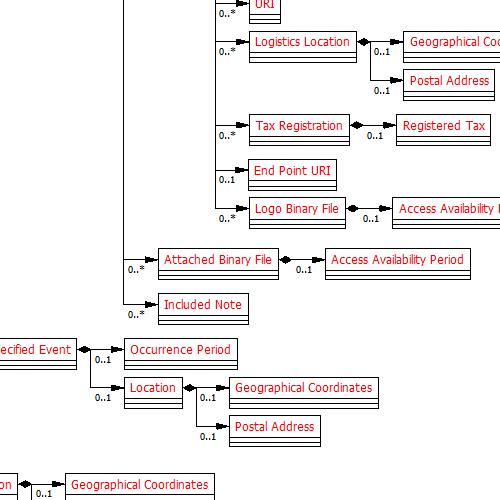 URI
0..*
Logistics Location
0..*
0..1
Geographical
Postal Address
0..1
Tax Registration
Registered Tax
0..*
0..1
End Point URI
0..1
Logo Binary File
Access Availability
0..*
0..1
Attached Binary File
Access Availability Period
0..*
0..1
Included Note
0..*
ecified Event
Occurrence Period
0..1
Location
Geographical Coordinates
0..1
0..1
Postal Address
0..1
on
Geographical Coordinates
0..1